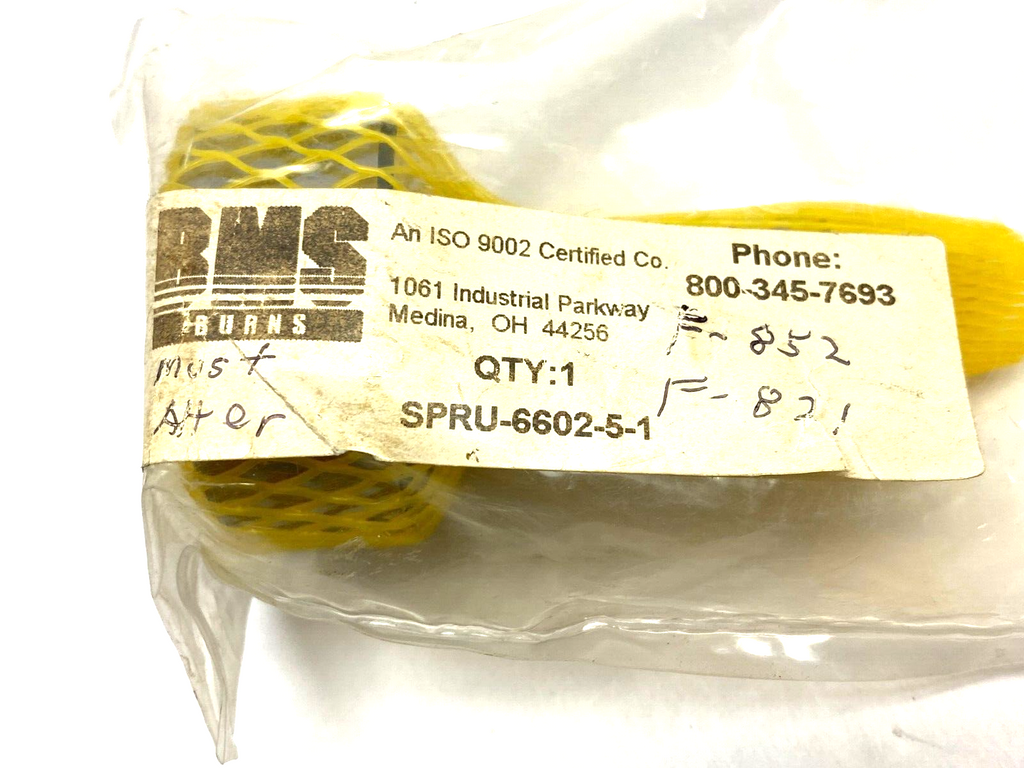 BMS
BURNS
An ISO 9002 Certified Co.
1061 Industrial Parkway
Medina, OH 44256
QTY:1
SPRU-6602-5-1
Phone:
800-345-7693
F-852
F-821
Must
Alter